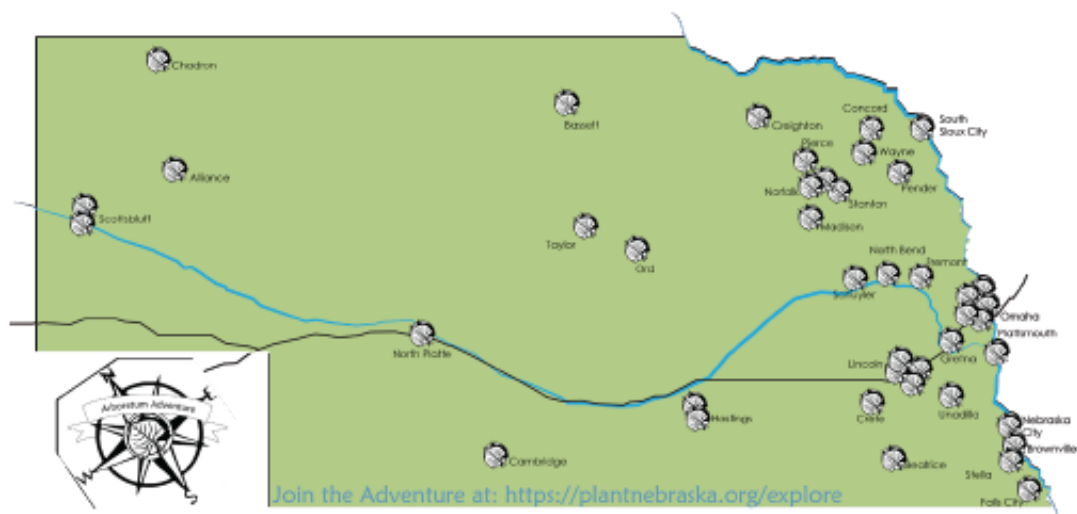 Chadron
Bassett
Creighton
Concord
South
Sioux City
Pierce
Wayne
Alliance
Norfolk
Stanton
Pender
Scottsbluff
Madison
Taylor
Ord
North Bend
Fremont
Schuyler
Omaha
Plattsmouth
North Platte
Gretna
Lincoln
Arboretum Adventure
Hastings
Crete
Unadilla
Nebraska
City
Brownville
Cambridge
Beatrice
Stella
Falls City
Join the Adventure at: https://plantnebraska.org/explore
N
S
W